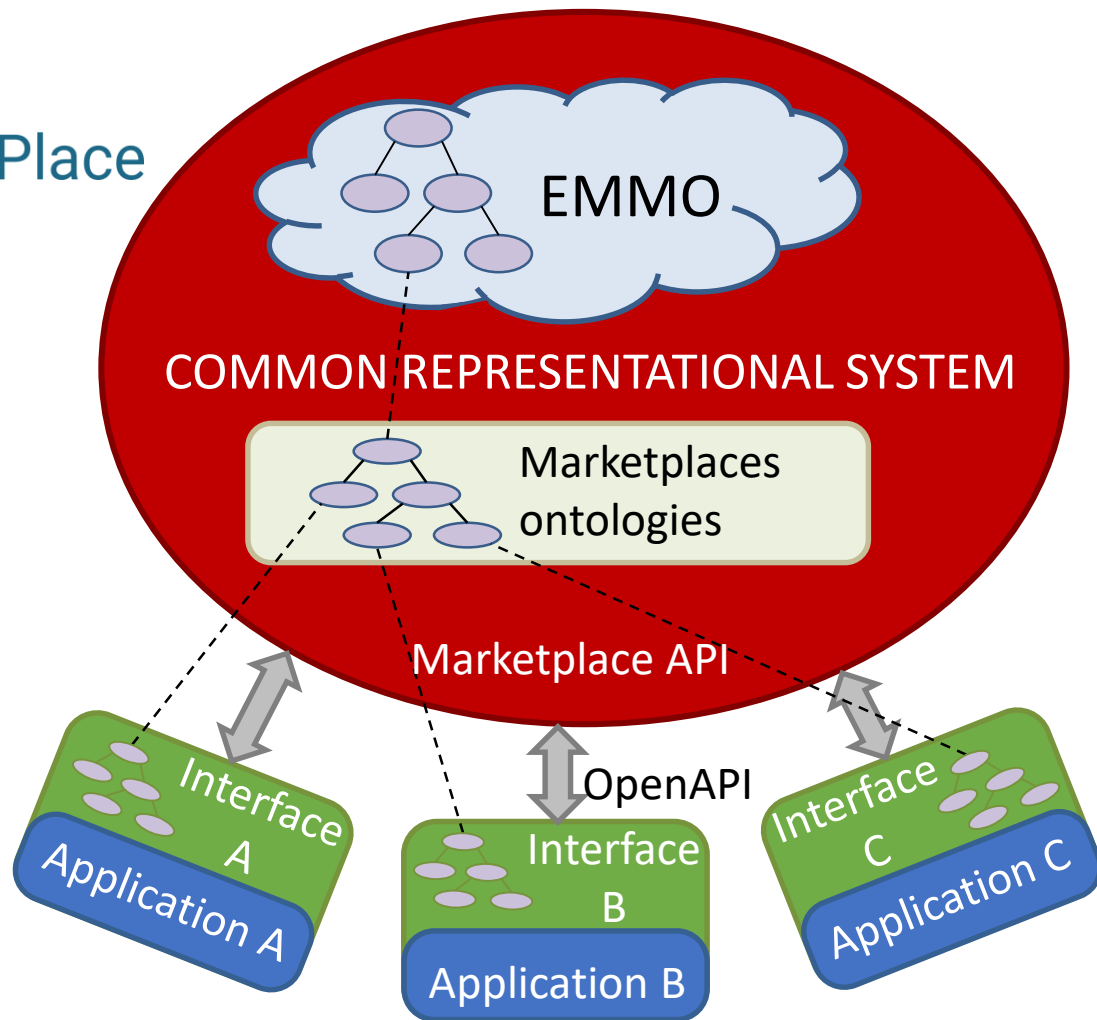 Place
EMMO
COMMON REPRESENTATIONAL SYSTEM
Marketplaces
ontologies
Marketplace API
OpenAPI
Interface
A
Application A
Interface
B
Application B
Interface
C
Application C